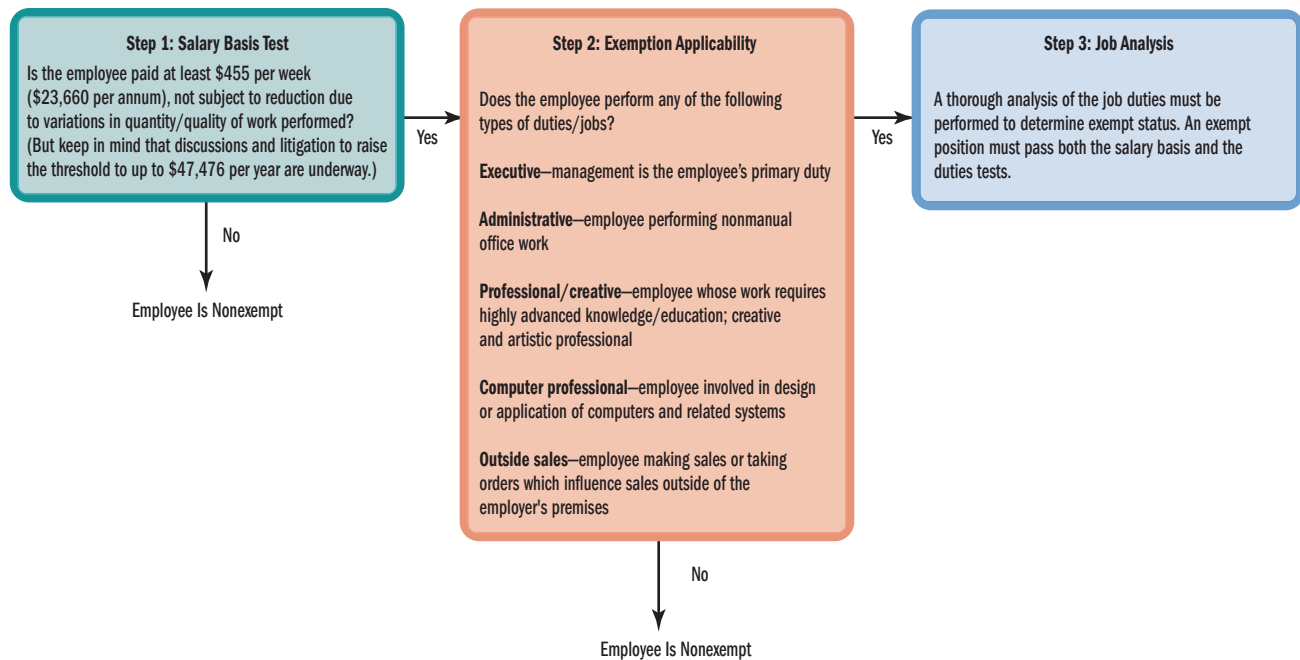 Step 1: Salary Basis Test
Is the employee paid at least $455 per week
($23,660 per annum), not subject to reduction due
to variations in quantity/quality of work performed?
(But keep in mind that discussions and litigation to raise
the threshold to up to $47,476 per year are underway.)
Yes
No
Employee Is Nonexempt
Step 2: Exemption Applicability
Does the employee perform any of the following
types of duties/jobs?
Executive—management is the employee's primary duty
Administrative—employee performing nonmanual
office work
Professional/creative—employee whose work requires
highly advanced knowledge/education; creative
and artistic professional
Computer professional—employee involved in design
or application of computers and related systems
Outside sales—employee making sales or taking
orders which influence sales outside of the
employer's premises
Yes
No
Employee Is Nonexempt
Step 3: Job Analysis
A thorough analysis of the job duties must be
performed to determine exempt status. An exempt
position must pass both the salary basis and the
duties tests.